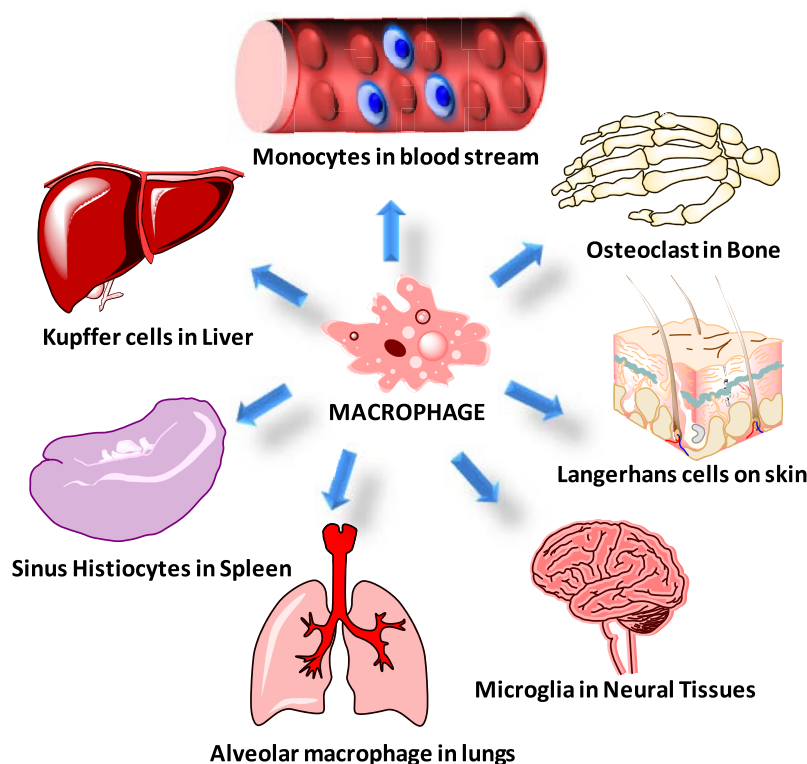 Monocytes in blood stream
Osteoclast in Bone
Kupffer cells in Liver
MACROPHAGE
Langerhans cells on skin
Sinus Histiocytes in Spleen
Microglia in Neural Tissues
Alveolar macrophage in lungs